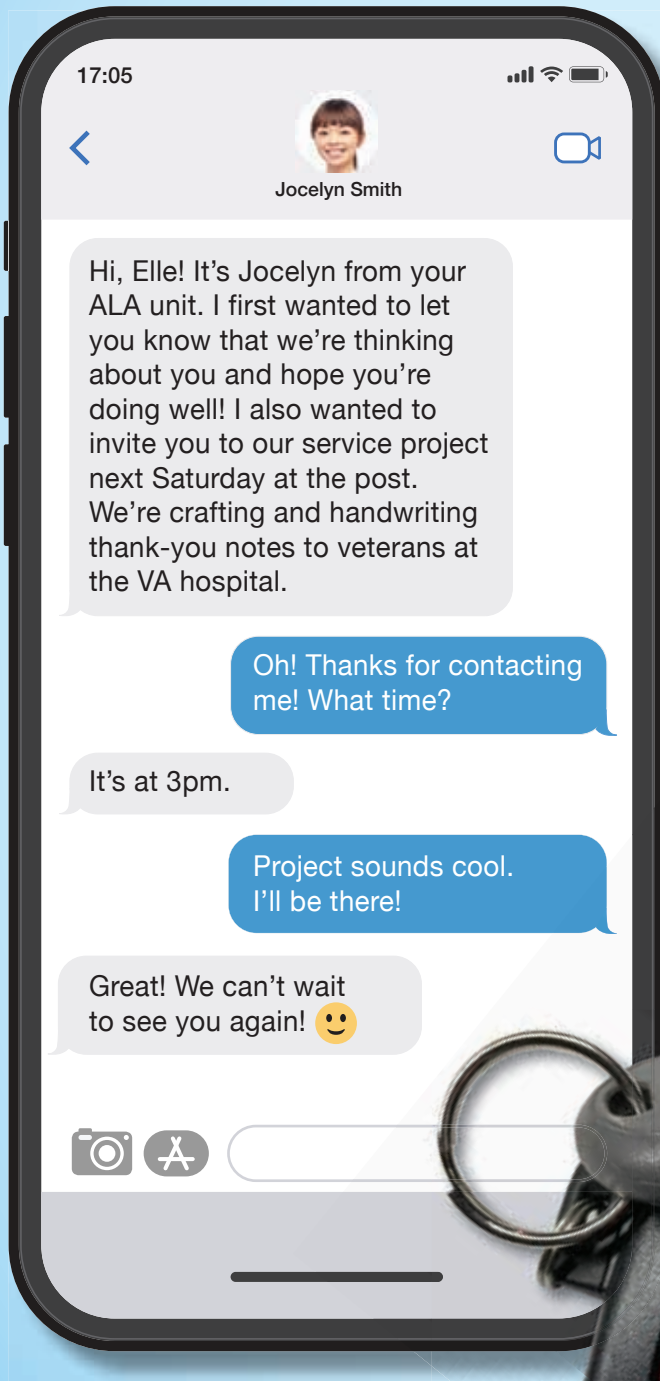 17:05
Jocelyn Smith
Hi, Elle! It’s Jocelyn from your
ALA unit. I first wanted to let
you know that we’re thinking
about you and hope you’re
doing well! I also wanted to
invite you to our service project
next Saturday at the post.
We’re crafting and handwriting
thank-you notes to veterans at
the VA hospital.
Oh! Thanks for contacting
me! What time?
It’s at 3pm.
Project sounds cool.
I’ll be there!
Great! We can’t wait
to see you again! 🙂